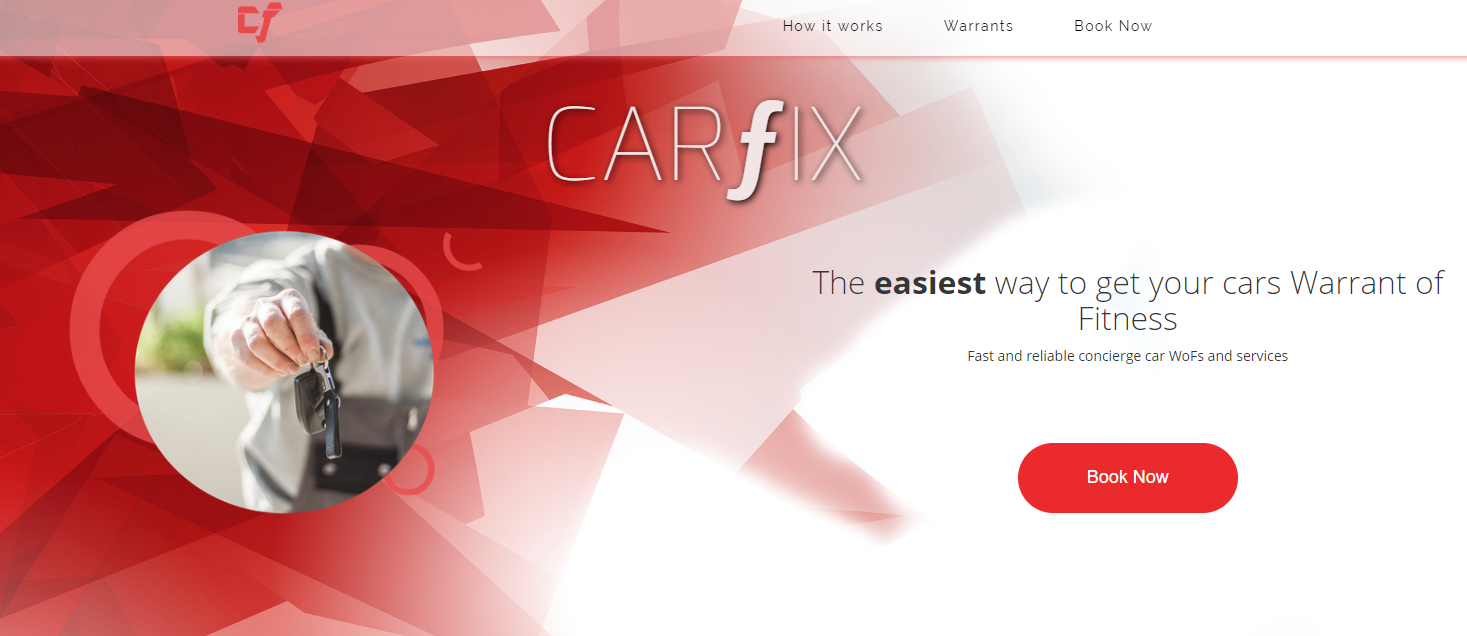 cf
How it works
Warrants
Book Now
CARfIX
The easiest way to get your cars Warrant of
Fitness
Fast and reliable concierge car WoFs and services
Book Now